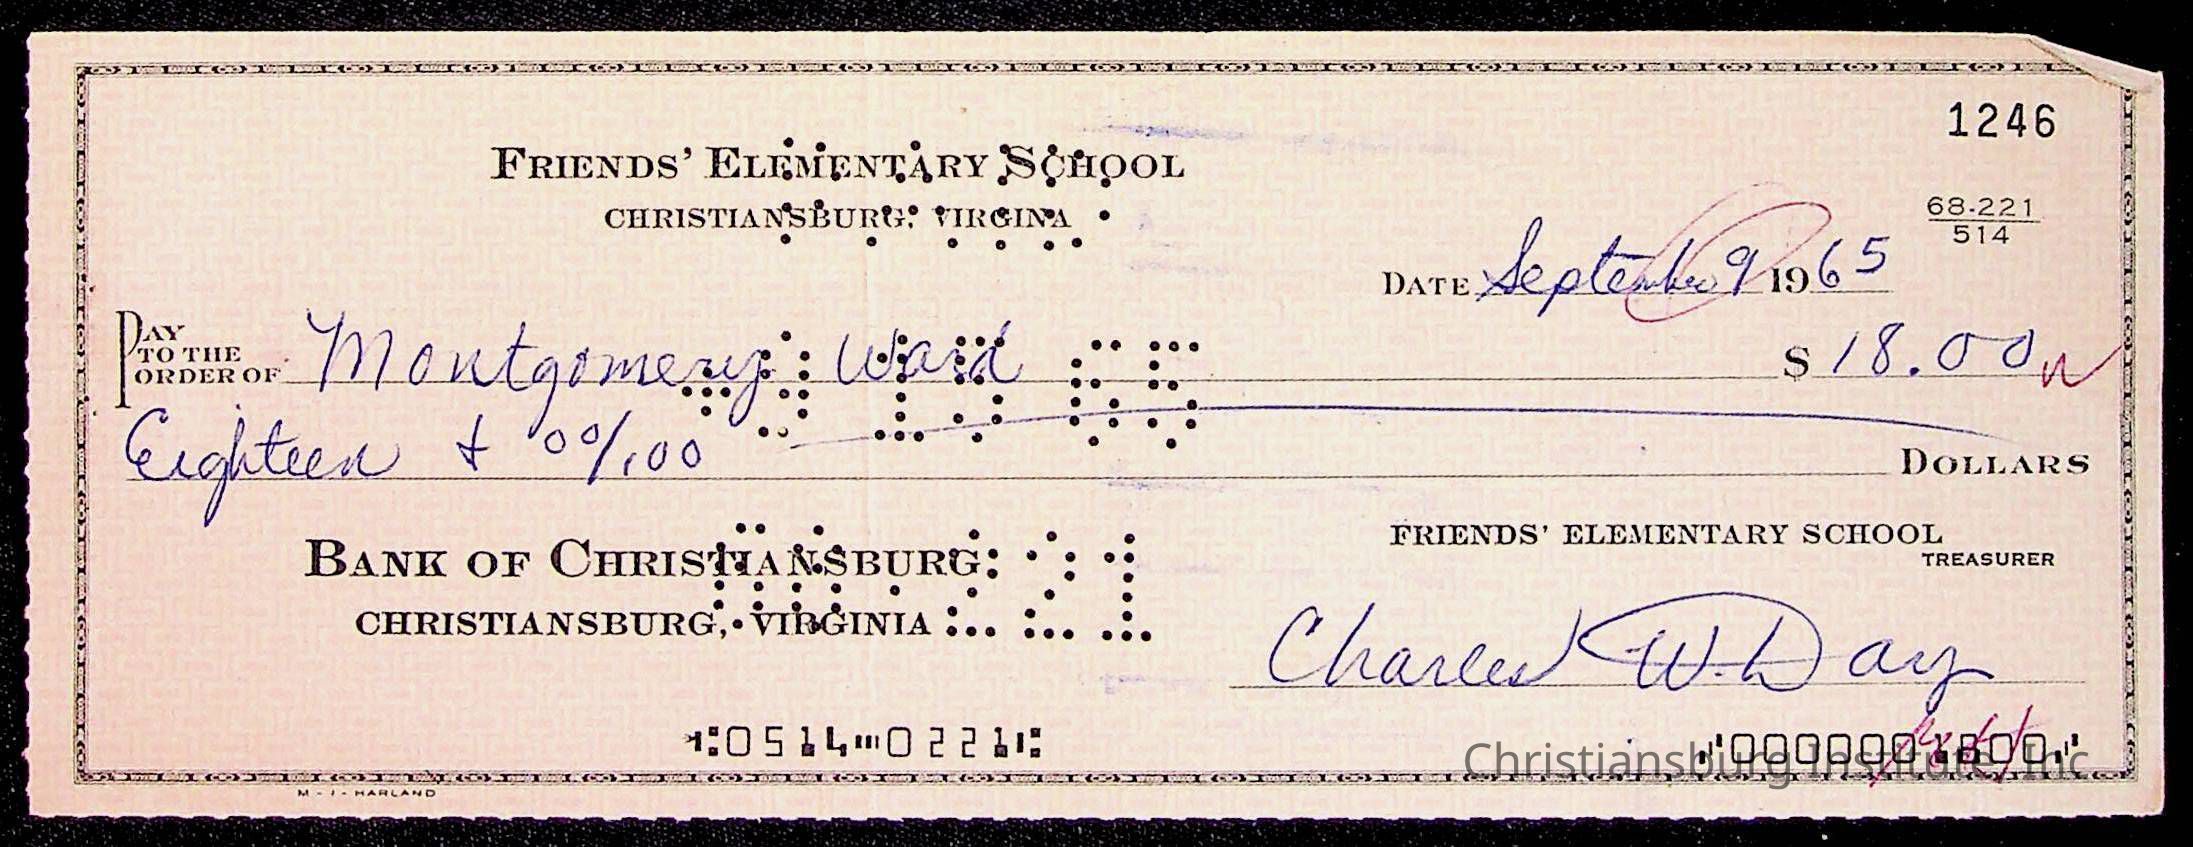 1246
FRIENDS' ELEMENTARY SCHOOL
CHRISTIANSBURG, VIRGINA
68-221
514
DATE September 9 1965
PAY TO THE ORDER OF Montgomery Ward $ 18.00
Eighteen + 00/100 DOLLARS
BANK OF CHRISTIANSBURG
CHRISTIANSBURG, VIRGINIA
FRIENDS' ELEMENTARY SCHOOL
TREASURER
Charles W. Day
0514 0221
0000001800
Christiansburg Institute, Inc
M-J-HARLAND